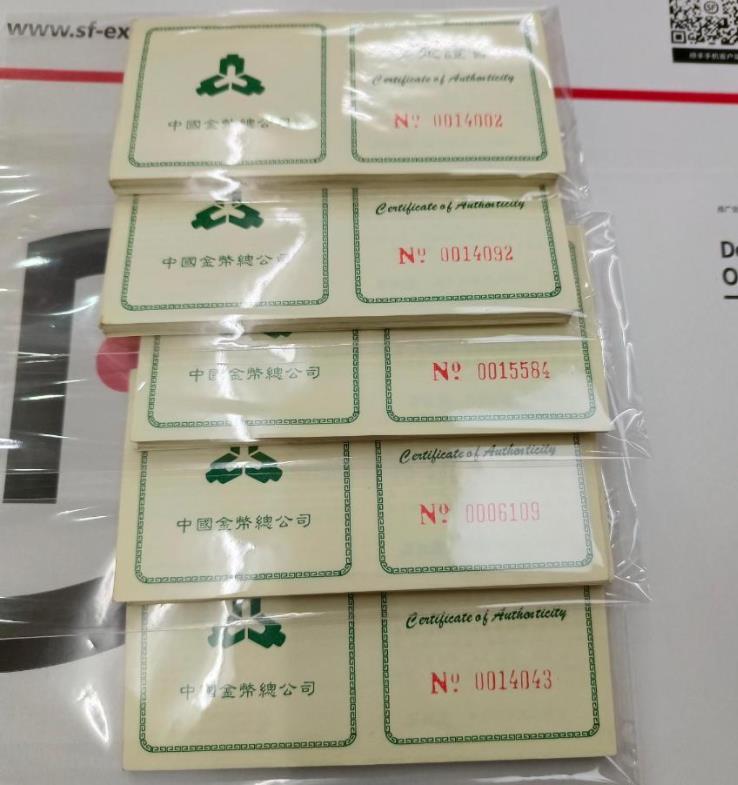 www.sf-ex
中國金幣總公司
Certificate of Authenticity
Nº 0014002
中國金幣總公司
Certificate of Authenticity
Nº 0014092
中國金幣總公司
Nº 0015584
中國金幣總公司
Certificate of Authenticity
Nº 0006109
中國金幣總公司
Certificate of Authenticity
Nº 0014043
SF
De
O